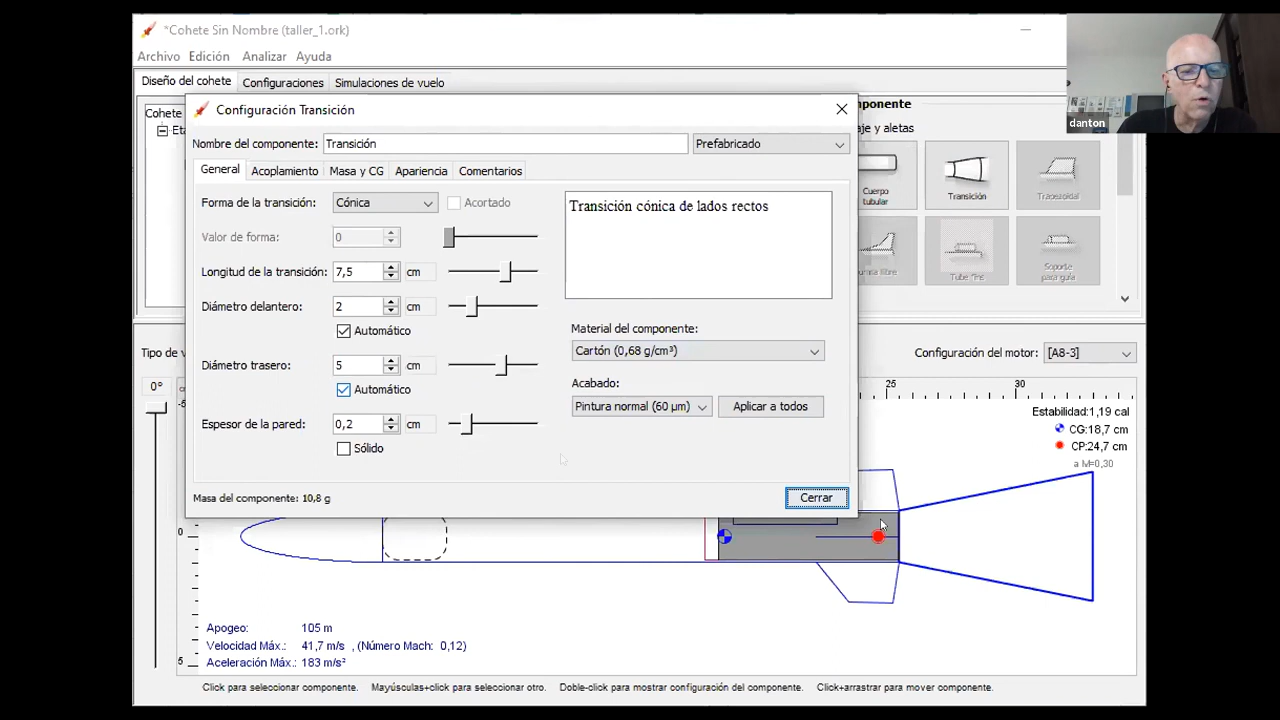 *Cohete Sin Nombre (taller_1.ork)
Archivo Edición Analizar Ayuda
Diseño del cohete Configuraciones Simulaciones de vuelo
danton
Cohete
Configuración Transición
Nombre del componente: Transición Prefabricado
General Acoplamiento Masa y CG Apariencia Comentarios
Forma de la transición: Cónica Acortado
Valor de forma: 0
Longitud de la transición: 7,5 cm
Diámetro delantero: 2 cm
Automático
Diámetro trasero: 5 cm
Automático
Espesor de la pared: 0,2 cm
Sólido
Transición cónica de lados rectos
Material del componente:
Cartón (0,68 g/cm³)
Acabado:
Pintura normal (60 µm) Aplicar a todos
Masa del componente: 10,8 g
Cerrar
omponente
je y aletas
Cuerpo
tubular
Transición
Trapezoidal
Tube fins
Soporte
para guía
Tipo de v
0°
Configuración del motor: [A8-3]
25 30
Estabilidad:1,19 cal
CG:18,7 cm
CP:24,7 cm
a M=0,30
0
5
Apogeo: 105 m
Velocidad Máx.: 41,7 m/s , (Número Mach: 0,12)
Aceleración Máx.: 183 m/s²
Click para seleccionar componente. Mayúsculas+click para seleccionar otro. Doble-click para mostrar configuración del componente. Click+arrastrar para mover componente.